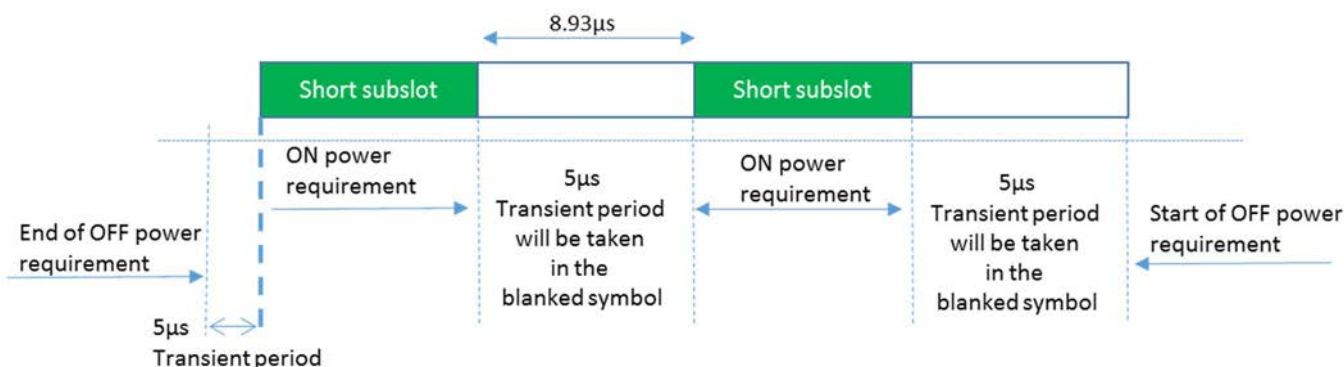 8.93µs
Short subslot
Short subslot
ON power
requirement
5µs
Transient period
will be taken
in the
blanked symbol
ON power
requirement
5µs
Transient period
will be taken
in the
blanked symbol
End of OFF power
requirement
Start of OFF power
requirement
5µs
Transient period